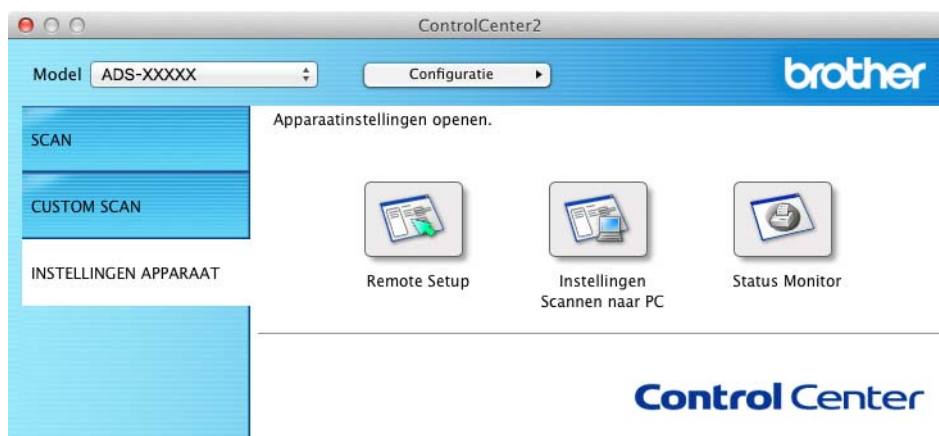 ControlCenter2
Model ADS-XXXXX Configuratie
brother
SCAN
CUSTOM SCAN
INSTELLINGEN APPARAAT
Apparaatinstellingen openen.
Remote Setup
Instellingen
Scannen naar PC
Status Monitor
Control Center